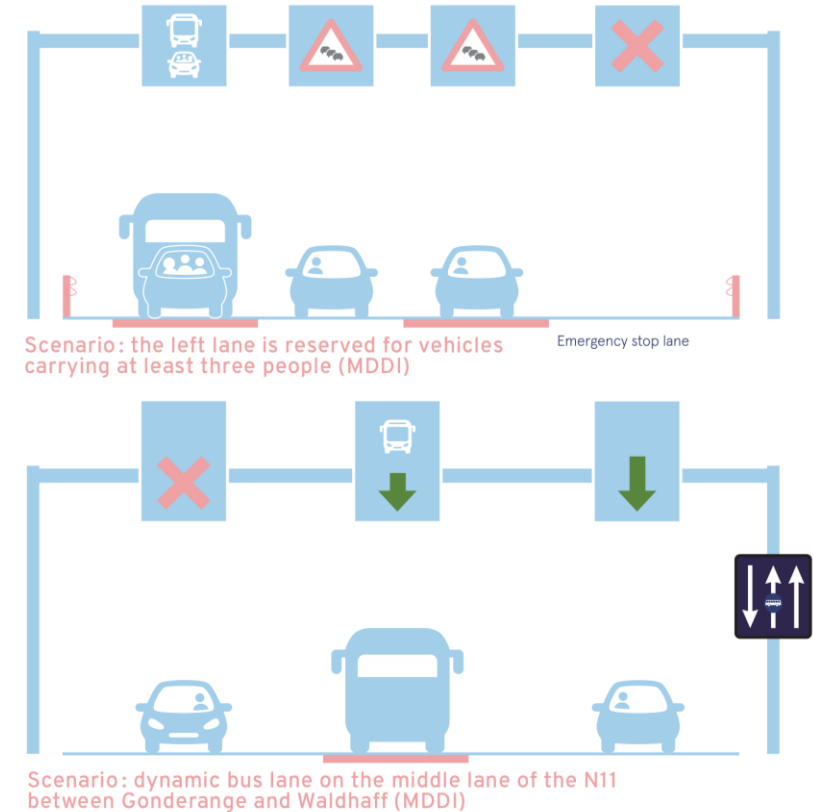 Scenario: the left lane is reserved for vehicles
carrying at least three people (MDDI)
Emergency stop lane
Scenario: dynamic bus lane on the middle lane of the N11
between Gonderange and Waldhaff (MDDI)